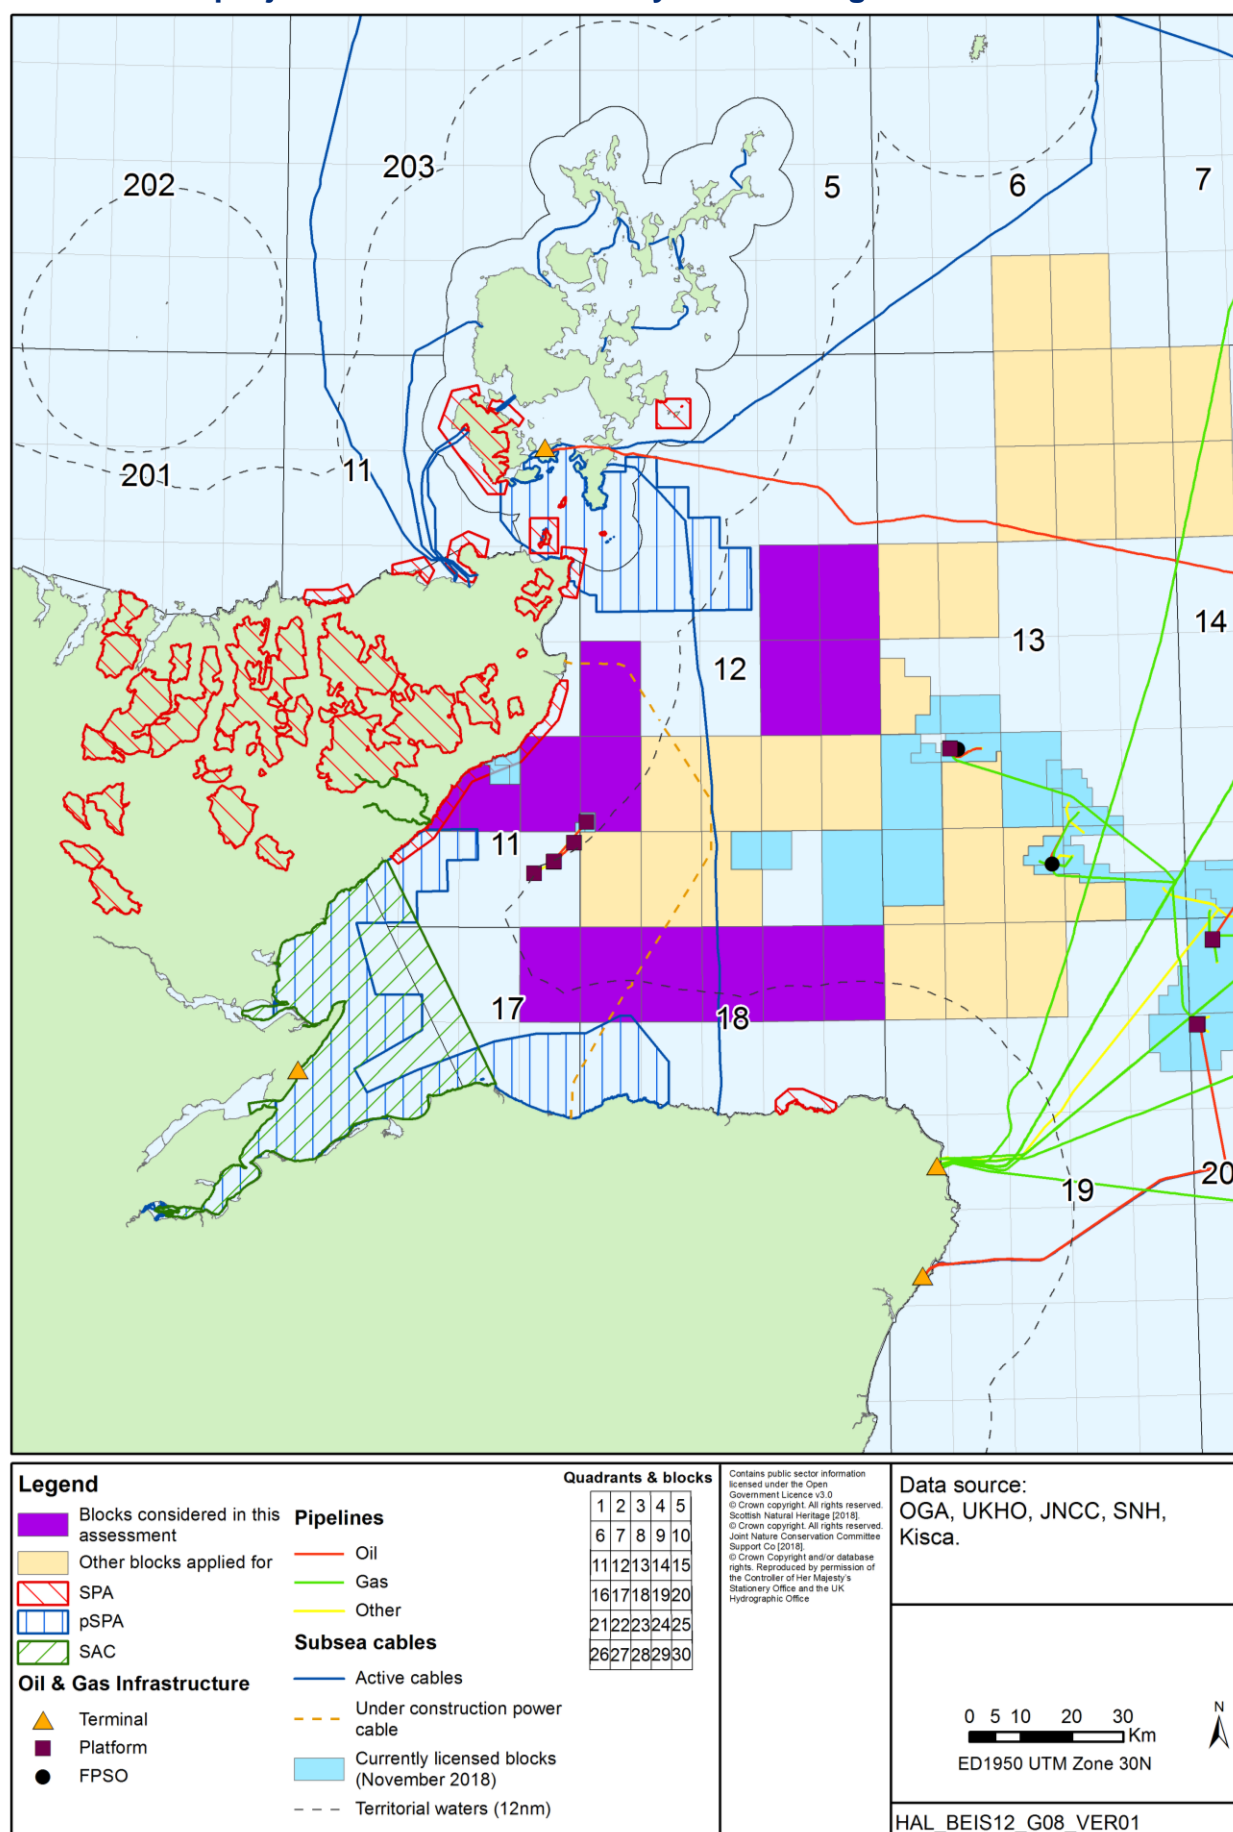 202
203
5
6
7
201
11
12
13
14
11
17
18
19
20
Legend
Blocks considered in this
assessment
Other blocks applied for
SPA
pSPA
SAC
Oil & Gas Infrastructure
Terminal
Platform
FPSO
Pipelines
Oil
Gas
Other
Subsea cables
Active cables
Under construction power
cable
Currently licensed blocks
(November 2018)
Territorial waters (12nm)
Quadrants & blocks
1 2 3 4 5
6 7 8 9 10
11 12 13 14 15
16 17 18 19 20
21 22 23 24 25
26 27 28 29 30
Contains public sector information
licensed under the Open
Government Licence v3.0
© Crown copyright. All rights reserved.
Scottish Natural Heritage [2018].
© Crown copyright. All rights reserved.
Joint Nature Conservation Committee
Support Co [2018].
© Crown Copyright and/or database
rights. Reproduced by permission of
the Controller of Her Majesty's
Stationery Office and the UK
Hydrographic Office
Data source:
OGA, UKHO, JNCC, SNH,
Kisca.
0 5 10 20 30
Km
ED1950 UTM Zone 30N
N
HAL_BEIS12_G08_VER01